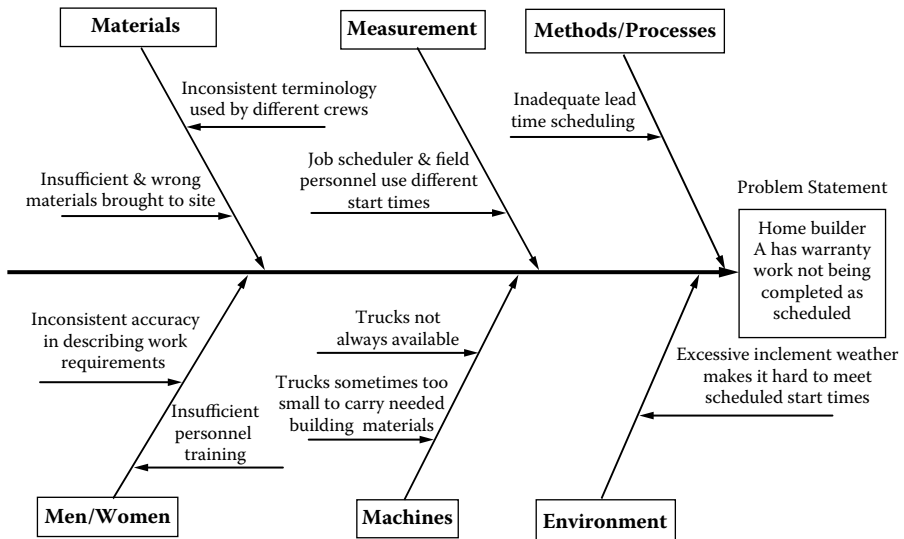 Materials
Measurement
Methods/Processes
Inconsistent terminology
used by different crews
Inadequate lead
time scheduling
Insufficient & wrong
materials brought to site
Job scheduler & field
personnel use different
start times
Problem Statement
Home builder
A has warranty
work not being
completed as
scheduled
Inconsistent accuracy
in describing work
requirements
Trucks not
always available
Excessive inclement weather
makes it hard to meet
scheduled start times
Insufficient
personnel
training
Trucks sometimes too
small to carry needed
building materials
Men/Women
Machines
Environment